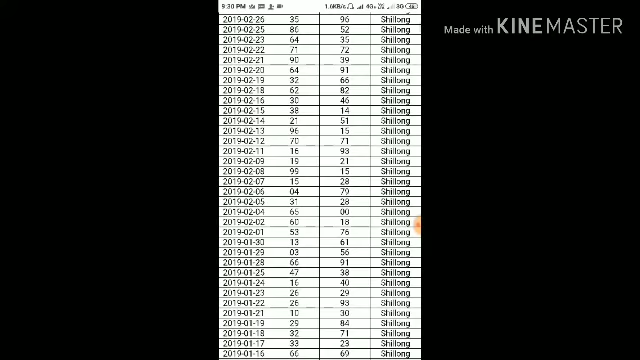 9:30 PM 1.6KB/s 4G 3G
Made with KINEMASTER
2019-02-26 35 96 Shillong
2019-02-25 86 52 Shillong
2019-02-23 64 35 Shillong
2019-02-22 71 72 Shillong
2019-02-21 90 39 Shillong
2019-02-20 64 91 Shillong
2019-02-19 32 66 Shillong
2019-02-18 62 82 Shillong
2019-02-16 30 46 Shillong
2019-02-15 38 14 Shillong
2019-02-14 21 51 Shillong
2019-02-13 96 15 Shillong
2019-02-12 70 71 Shillong
2019-02-11 16 93 Shillong
2019-02-09 19 21 Shillong
2019-02-08 99 15 Shillong
2019-02-07 15 28 Shillong
2019-02-06 04 79 Shillong
2019-02-05 31 28 Shillong
2019-02-04 65 00 Shillong
2019-02-02 60 18 Shillong
2019-02-01 53 76 Shillong
2019-01-30 13 61 Shillong
2019-01-29 03 56 Shillong
2019-01-28 66 91 Shillong
2019-01-25 47 38 Shillong
2019-01-24 16 40 Shillong
2019-01-23 26 29 Shillong
2019-01-22 26 93 Shillong
2019-01-21 10 30 Shillong
2019-01-19 29 84 Shillong
2019-01-18 32 71 Shillong
2019-01-17 33 23 Shillong
2019-01-16 66 69 Shillong